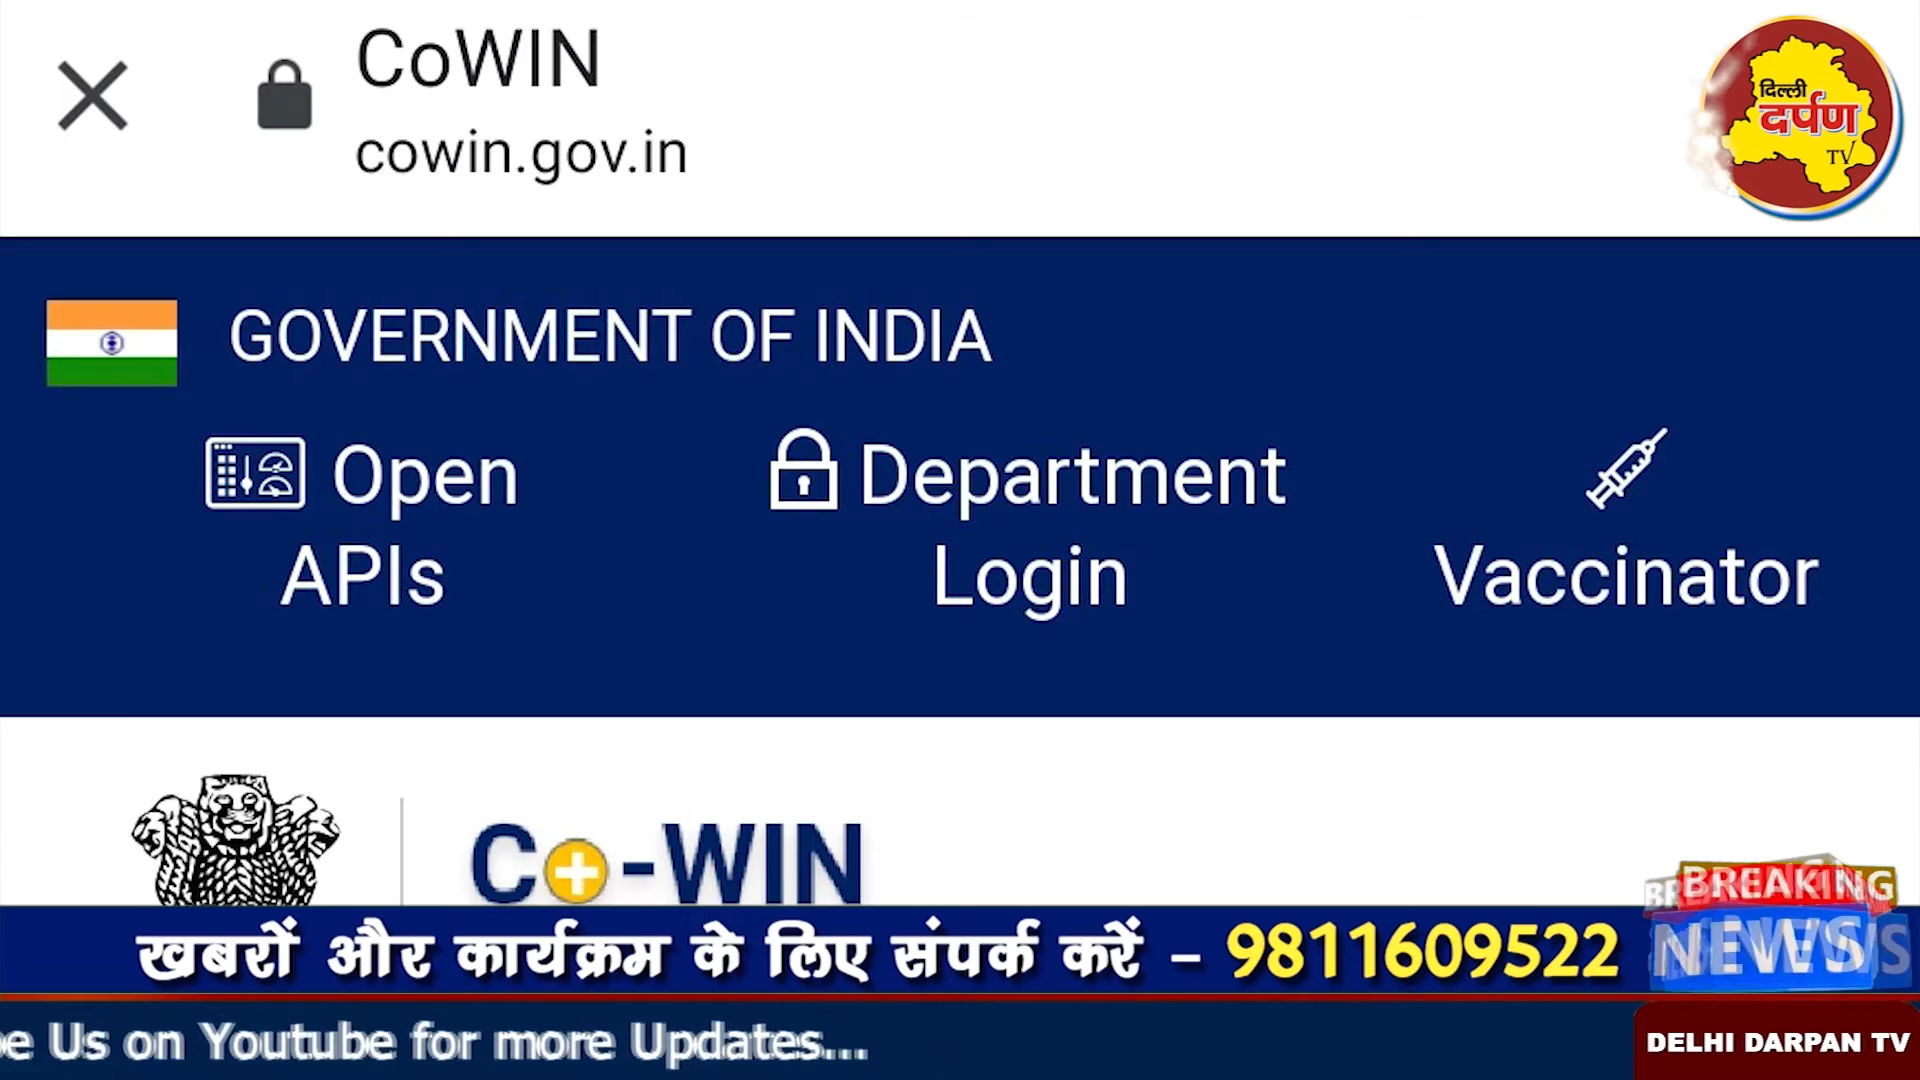 CoWIN
cowin.gov.in
दिल्ली
दर्पण
TV
GOVERNMENT OF INDIA
Open APIs
Department Login
Vaccinator
Co-WIN
खबरों और कार्यक्रम के लिए संपर्क करें – 9811609522
BREAKING
NEWS
Us on Youtube for more Updates...
DELHI DARPAN TV